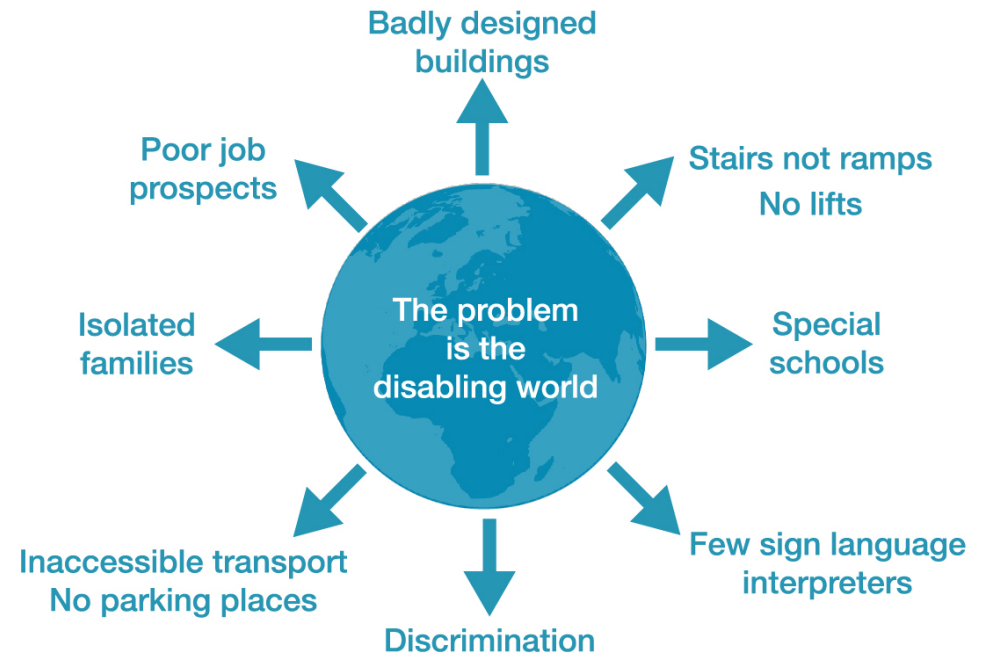 Badly designed
buildings
Poor job
prospects
Stairs not ramps
No lifts
Isolated
families
The problem
is the
disabling world
Special
schools
Inaccessible transport
No parking places
Few sign language
interpreters
Discrimination